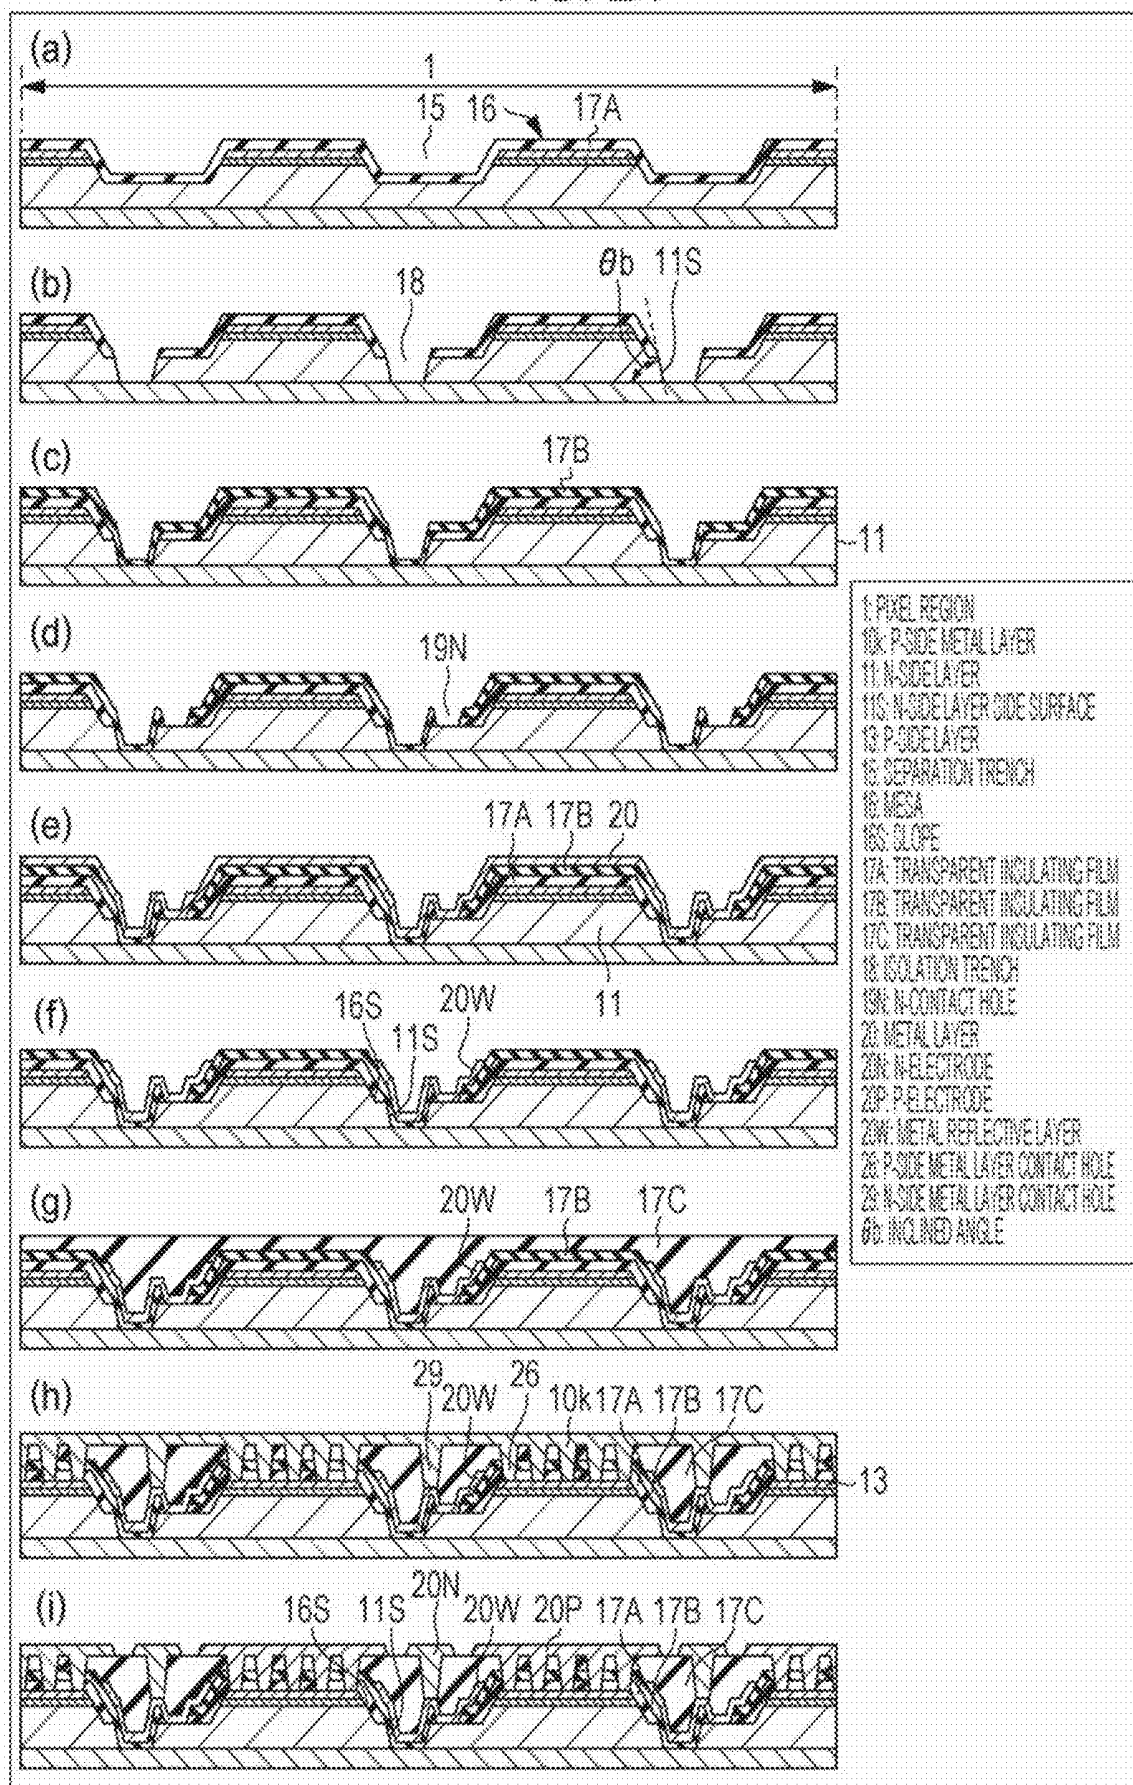 (a)
1
15 16 17A
(b)
18 θb 11S
(c)
17B
11
(d)
19N
(e)
17A 17B 20
11
(f)
16S 11S 20W
(g)
20W 17B 17C
(h)
29 20W 26 10k 17A 17B 17C
13
(i)
16S 11S 20N 20W 20P 17A 17B 17C
1: PIXEL REGION
10k: P-SIDE METAL LAYER
11: N-SIDE LAYER
11S: N-SIDE LAYER SIDE SURFACE
13: P-SIDE LAYER
15: SEPARATION TRENCH
16: MESA
16S: SLOPE
17A: TRANSPARENT INSULATING FILM
17B: TRANSPARENT INSULATING FILM
17C: TRANSPARENT INSULATING FILM
18: ISOLATION TRENCH
19N: N-CONTACT HOLE
20: METAL LAYER
20N: N-ELECTRODE
20P: P-ELECTRODE
20W: METAL REFLECTIVE LAYER
26: P-SIDE METAL LAYER CONTACT HOLE
29: N-SIDE METAL LAYER CONTACT HOLE
θb: INCLINED ANGLE